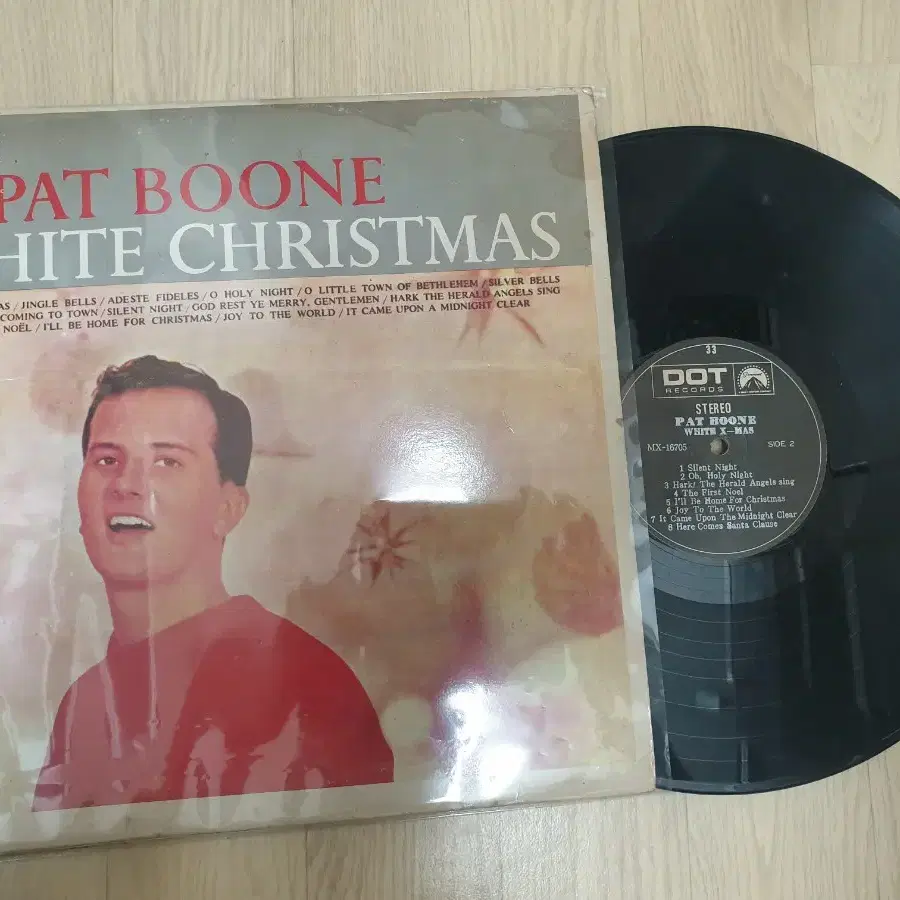 PAT BOONE
HITE CHRISTMAS
AS / JINGLE BELLS / ADESTE FIDELES / O HOLY NIGHT / O LITTLE TOWN OF BETHLEHEM / SILVER BELLS
COMING TO TOWN / SILENT NIGHT / GOD REST YE MERRY, GENTLEMEN / HARK THE HERALD ANGELS SING
NOËL / I'LL BE HOME FOR CHRISTMAS / JOY TO THE WORLD / IT CAME UPON A MIDNIGHT CLEAR
33
DOT
RECORDS
STEREO
PAT BOONE
WHITE X-MAS
MX-16705
SIDE 2
1 Silent Night
2 Oh, Holy Night
3 Hark! The Herald Angels sing
4 The First Noel
5 I'll Be Home For Christmas
6 Joy To The World
7 It Came Upon The Midnight Clear
8 Here Comes Santa Clause